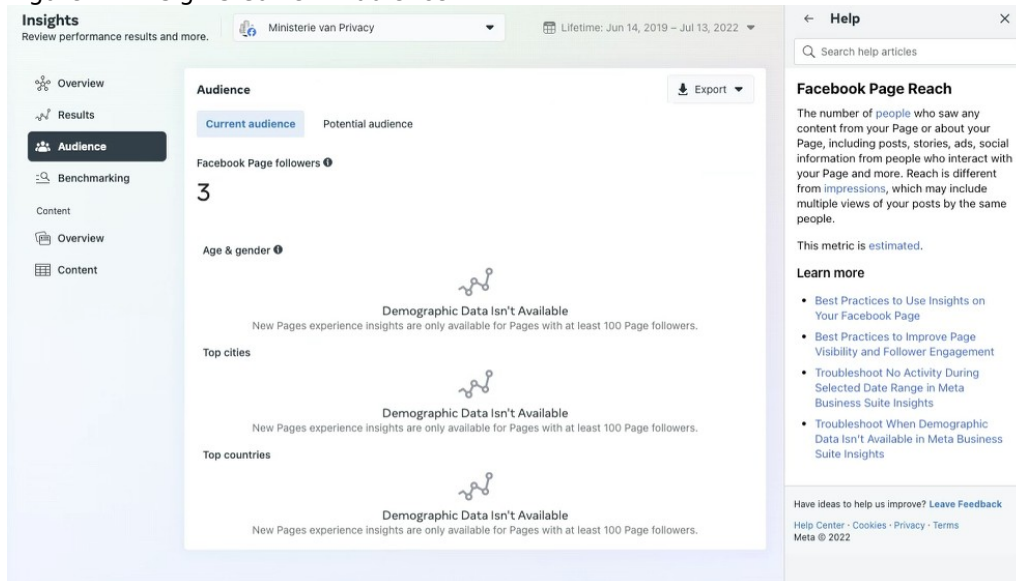 Insights
Review performance results and more.
Ministerie van Privacy
Lifetime: Jun 14, 2019 – Jul 13, 2022
Overview
Results
Audience
Benchmarking
Content
Overview
Content
Audience
Export
Current audience
Potential audience
Facebook Page followers
3
Age & gender
Demographic Data Isn't Available
New Pages experience insights are only available for Pages with at least 100 Page followers.
Top cities
Demographic Data Isn't Available
New Pages experience insights are only available for Pages with at least 100 Page followers.
Top countries
Demographic Data Isn't Available
New Pages experience insights are only available for Pages with at least 100 Page followers.
Help
Search help articles
Facebook Page Reach
The number of people who saw any
content from your Page or about your
Page, including posts, stories, ads, social
information from people who interact with
your Page and more. Reach is different
from impressions, which may include
multiple views of your posts by the same
people.
This metric is estimated.
Learn more
• Best Practices to Use Insights on
Your Facebook Page
• Best Practices to Improve Page
Visibility and Follower Engagement
• Troubleshoot No Activity During
Selected Date Range in Meta
Business Suite Insights
• Troubleshoot When Demographic
Data Isn't Available in Meta Business
Suite Insights
Have ideas to help us improve? Leave Feedback
Help Center · Cookies · Privacy · Terms
Meta © 2022